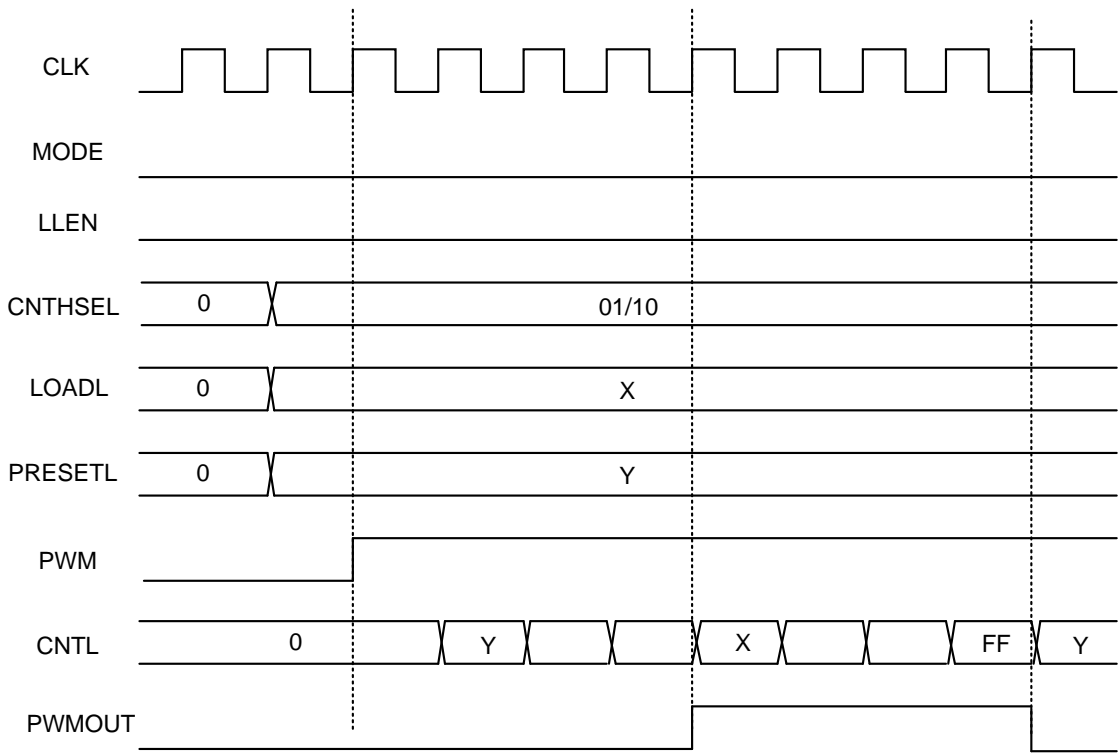 CLK
MODE
LLEN
CNTHSEL 0 01/10
LOADL 0 X
PRESETL 0 Y
PWM
CNTL 0 Y X FF Y
PWMOUT